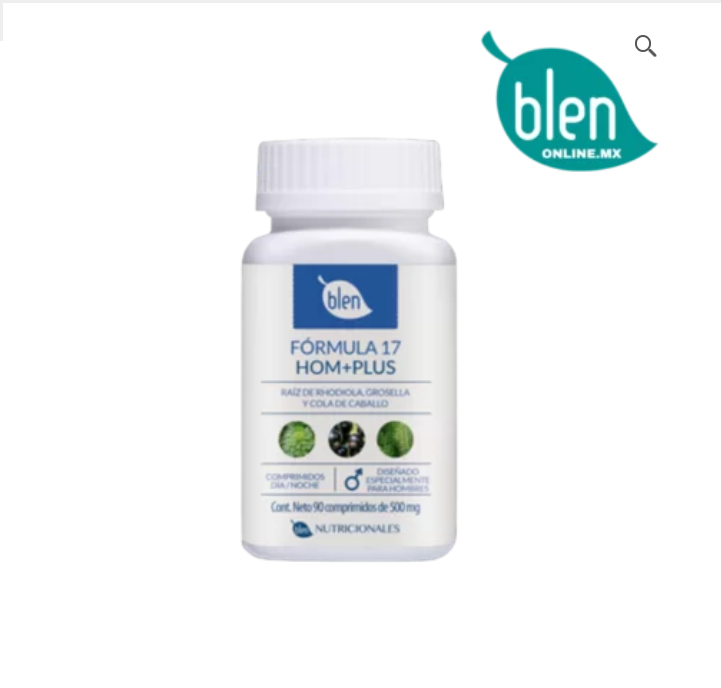 blen
ONLINE.MX
blen
FÓRMULA 17
HOM+PLUS
RAÍZ DE RHODIOLA, GROSELLA
Y COLA DE CABALLO
COMPRIMIDOS
DÍA / NOCHE
DISEÑADO
ESPECIALMENTE
PARA HOMBRES
Cont. Neto 90 comprimidos de 500 mg
blen NUTRICIONALES